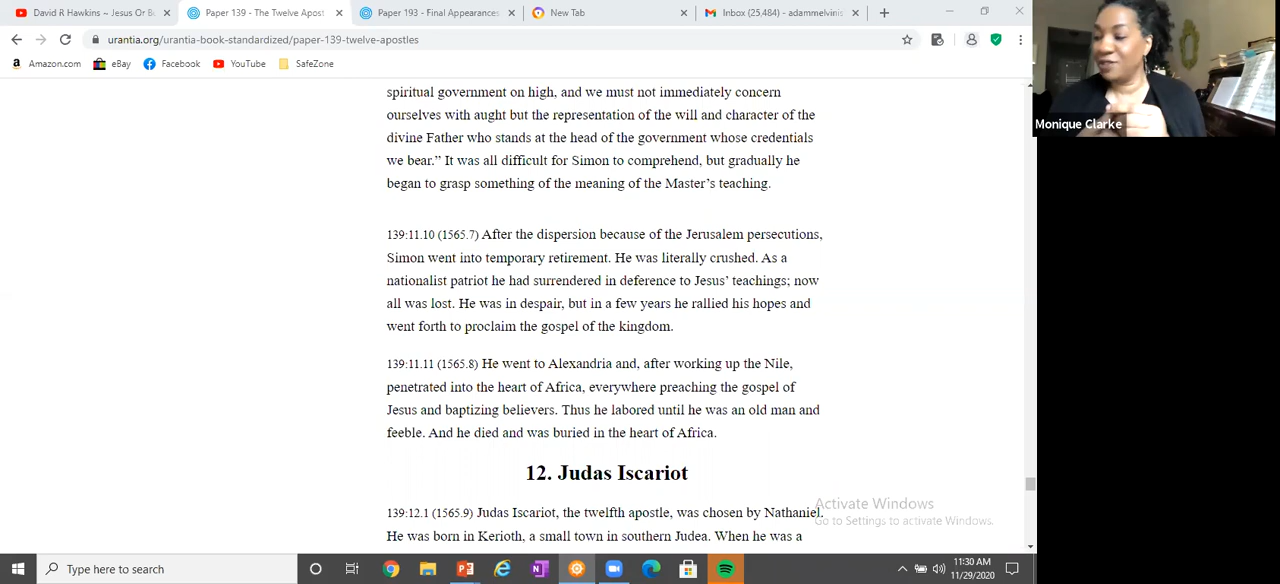 David R Hawkins ~ Jesus Or B
Paper 139 - The Twelve Apost
Paper 193 - Final Appearances
New Tab
Inbox (25,484) - adammelvinis
urantia.org/urantia-book-standardized/paper-139-twelve-apostles
Amazon.com
eBay
Facebook
YouTube
SafeZone
spiritual government on high, and we must not immediately concern
ourselves with aught but the representation of the will and character of the
divine Father who stands at the head of the government whose credentials
we bear.” It was all difficult for Simon to comprehend, but gradually he
began to grasp something of the meaning of the Master’s teaching.
139:11.10 (1565.7) After the dispersion because of the Jerusalem persecutions,
Simon went into temporary retirement. He was literally crushed. As a
nationalist patriot he had surrendered in deference to Jesus’ teachings; now
all was lost. He was in despair, but in a few years he rallied his hopes and
went forth to proclaim the gospel of the kingdom.
139:11.11 (1565.8) He went to Alexandria and, after working up the Nile,
penetrated into the heart of Africa, everywhere preaching the gospel of
Jesus and baptizing believers. Thus he labored until he was an old man and
feeble. And he died and was buried in the heart of Africa.
12. Judas Iscariot
139:12.1 (1565.9) Judas Iscariot, the twelfth apostle, was chosen by Nathaniel.
He was born in Kerioth, a small town in southern Judea. When he was a
Activate Windows
Go to Settings to activate Windows.
Monique Clarke
Type here to search
11:30 AM
11/29/2020